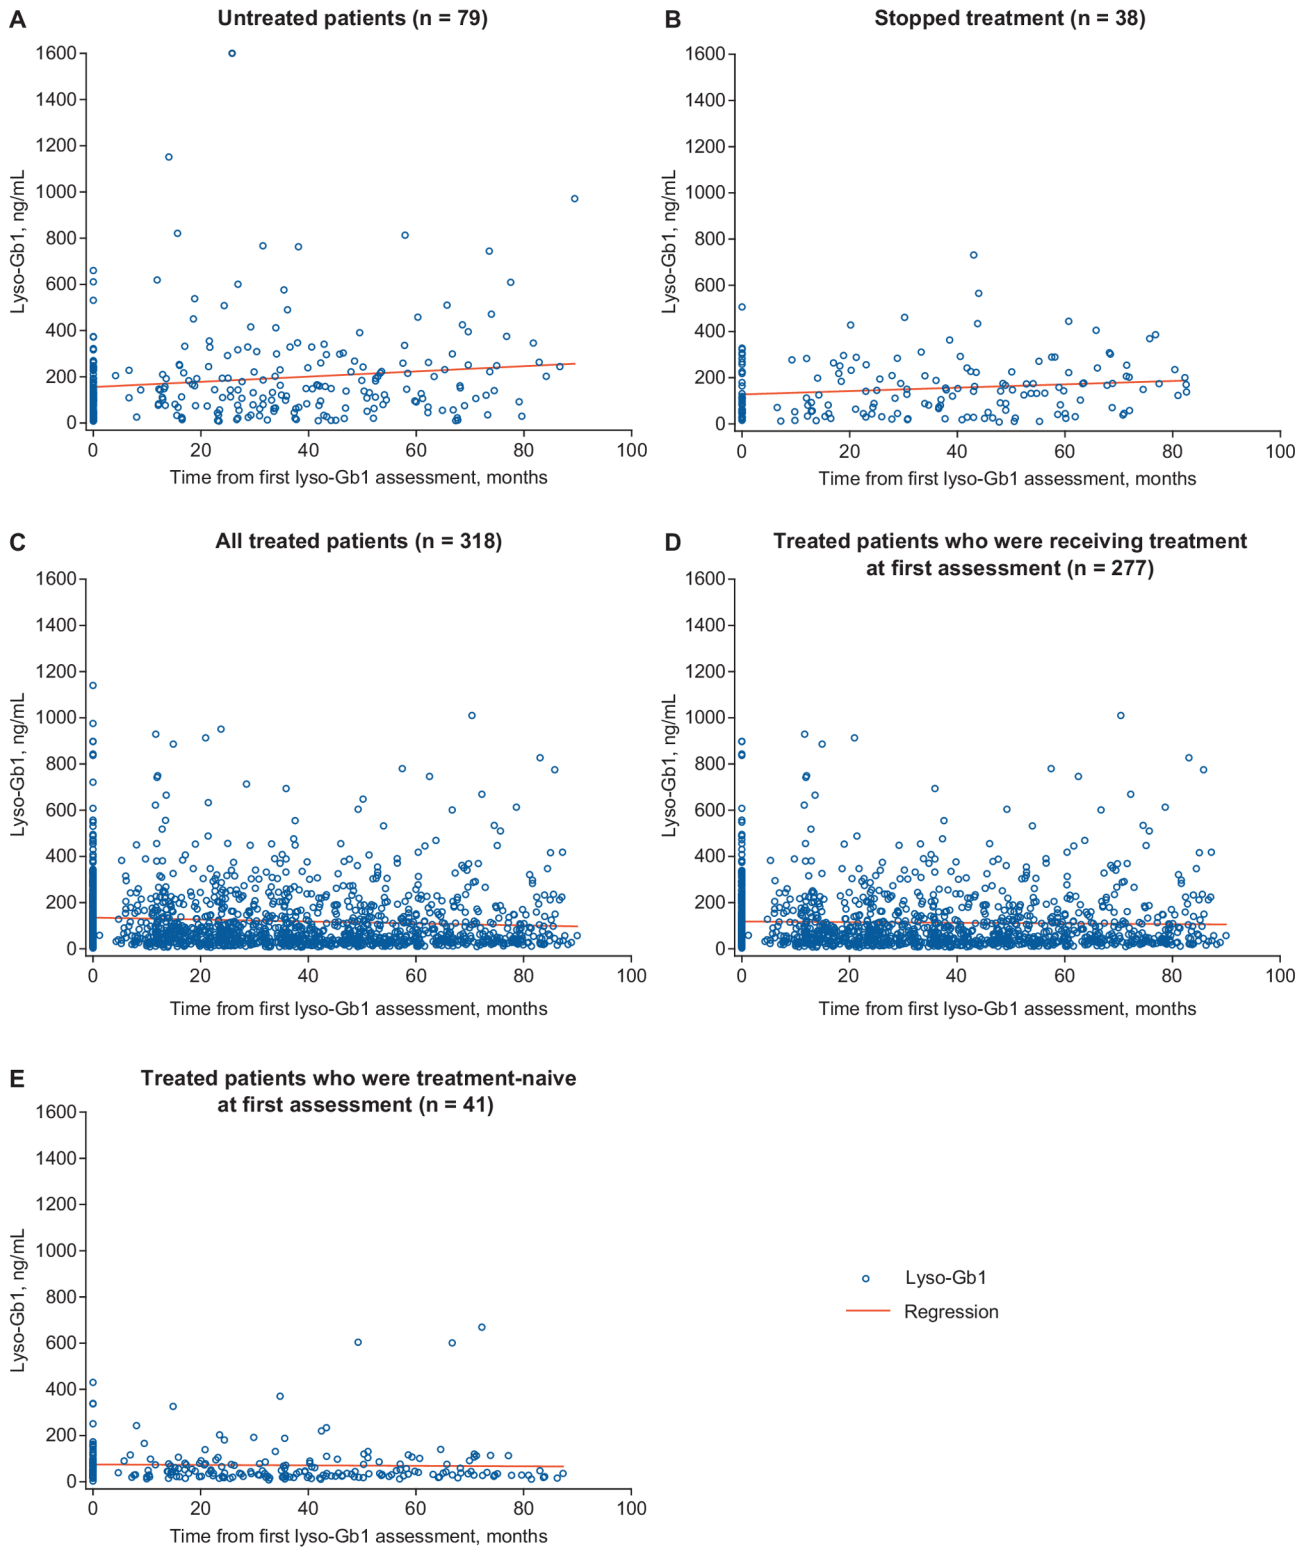 A
Untreated patients (n = 79)
1600
1400
1200
1000
800
600
400
200
0
Lyso-Gb1, ng/mL
0 20 40 60 80 100
Time from first lyso-Gb1 assessment, months
B
Stopped treatment (n = 38)
1600
1400
1200
1000
800
600
400
200
0
Lyso-Gb1, ng/mL
0 20 40 60 80 100
Time from first lyso-Gb1 assessment, months
C
All treated patients (n = 318)
1600
1400
1200
1000
800
600
400
200
0
Lyso-Gb1, ng/mL
0 20 40 60 80 100
Time from first lyso-Gb1 assessment, months
D
Treated patients who were receiving treatment
at first assessment (n = 277)
1600
1400
1200
1000
800
600
400
200
0
Lyso-Gb1, ng/mL
0 20 40 60 80 100
Time from first lyso-Gb1 assessment, months
E
Treated patients who were treatment-naive
at first assessment (n = 41)
1600
1400
1200
1000
800
600
400
200
0
Lyso-Gb1, ng/mL
0 20 40 60 80 100
Time from first lyso-Gb1 assessment, months
Lyso-Gb1
Regression